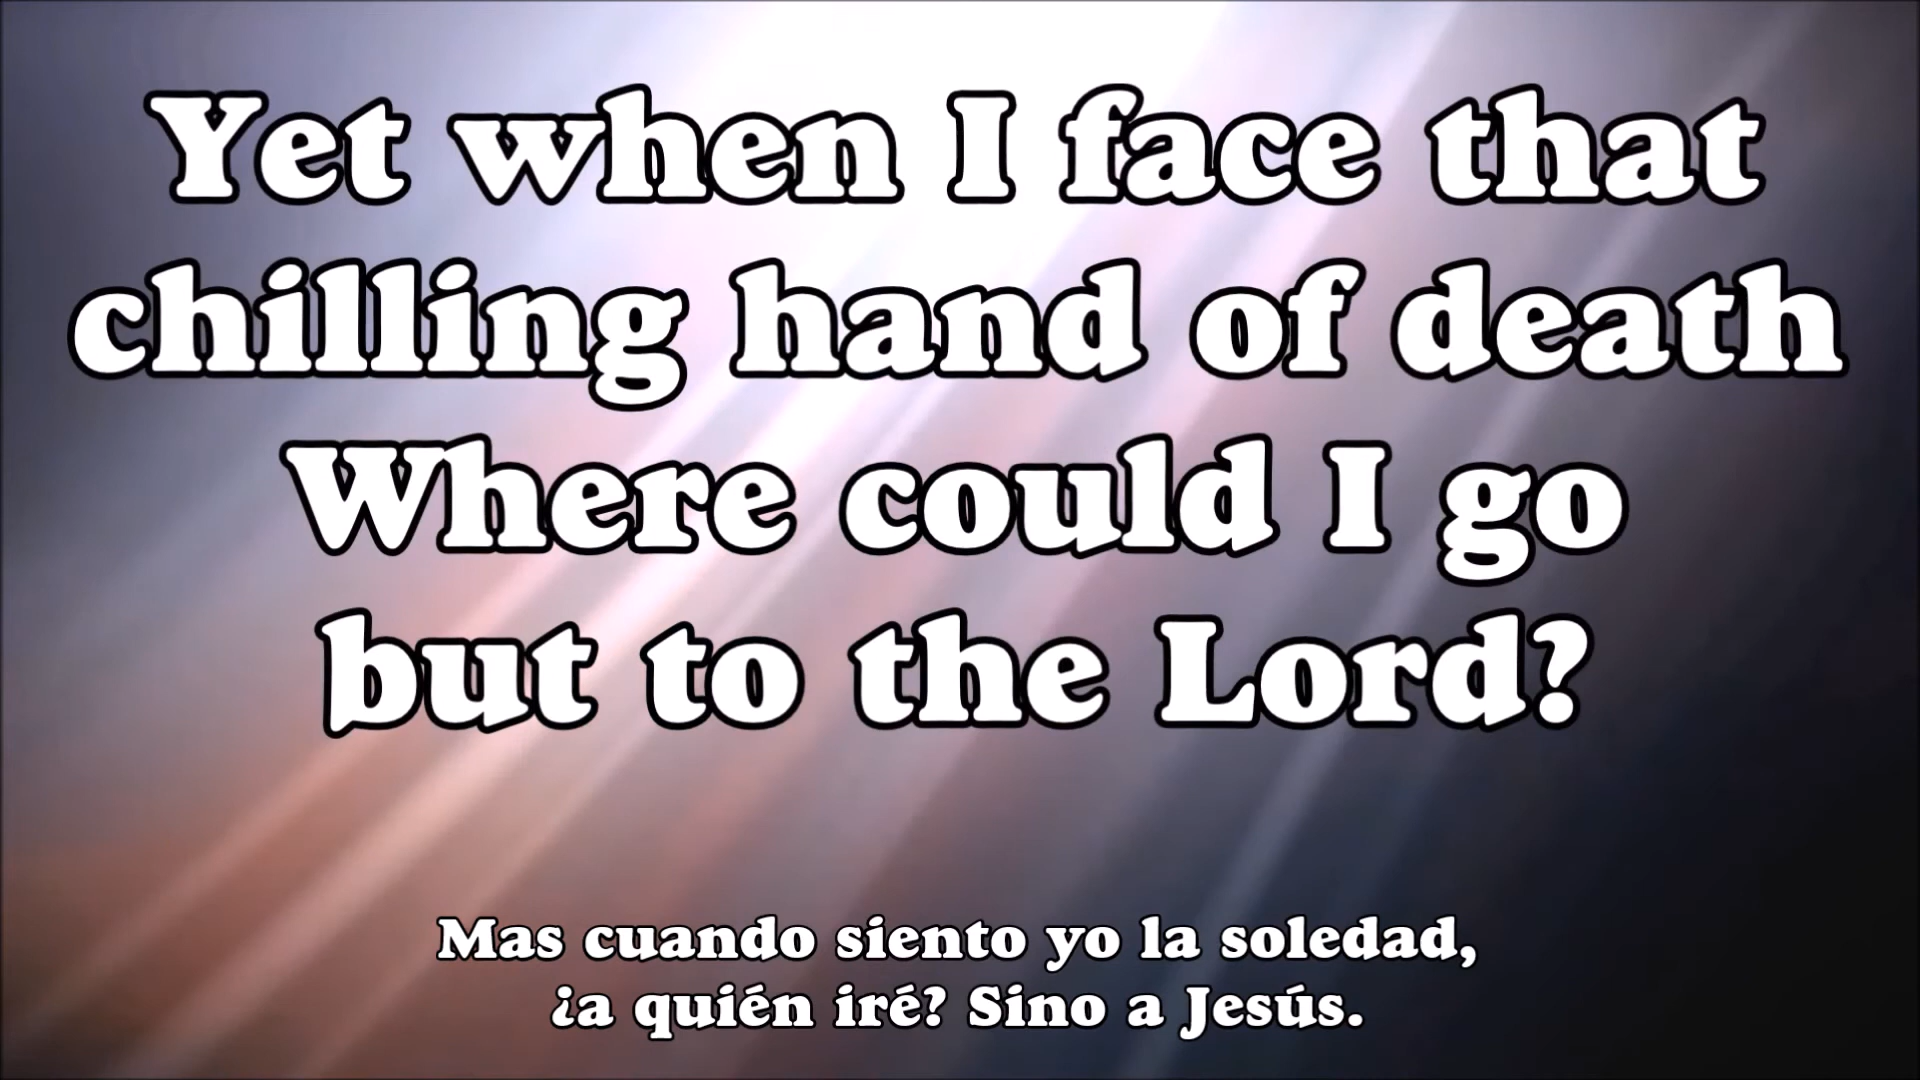 Yet when I face that
chilling hand of death
Where could I go
but to the Lord?
Mas cuando siento yo la soledad,
¿a quién iré? Sino a Jesús.